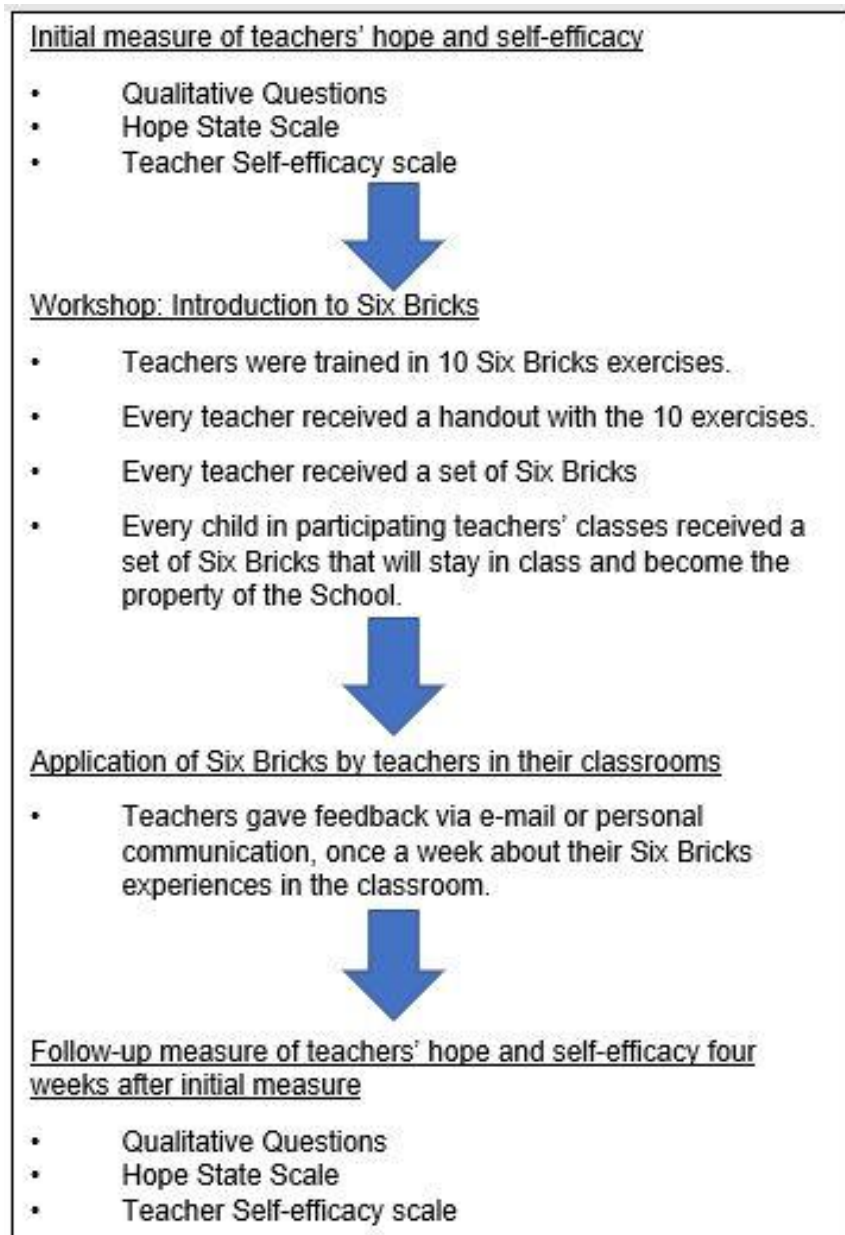 Initial measure of teachers' hope and self-efficacy
• Qualitative Questions
• Hope State Scale
• Teacher Self-efficacy scale
Workshop: Introduction to Six Bricks
• Teachers were trained in 10 Six Bricks exercises.
• Every teacher received a handout with the 10 exercises.
• Every teacher received a set of Six Bricks
• Every child in participating teachers' classes received a
set of Six Bricks that will stay in class and become the
property of the School.
Application of Six Bricks by teachers in their classrooms
• Teachers gave feedback via e-mail or personal
communication, once a week about their Six Bricks
experiences in the classroom.
Follow-up measure of teachers' hope and self-efficacy four
weeks after initial measure
• Qualitative Questions
• Hope State Scale
• Teacher Self-efficacy scale